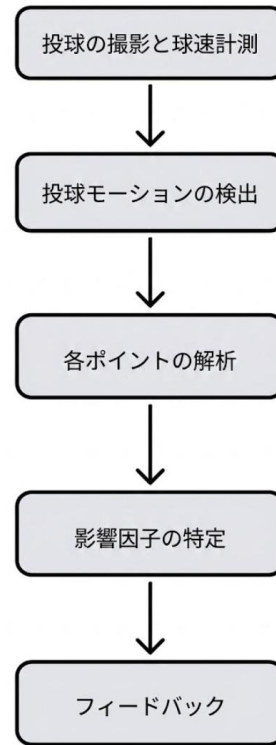 投球の撮影と球速計測
投球モーションの検出
各ポイントの解析
影響因子の特定
フィードバック